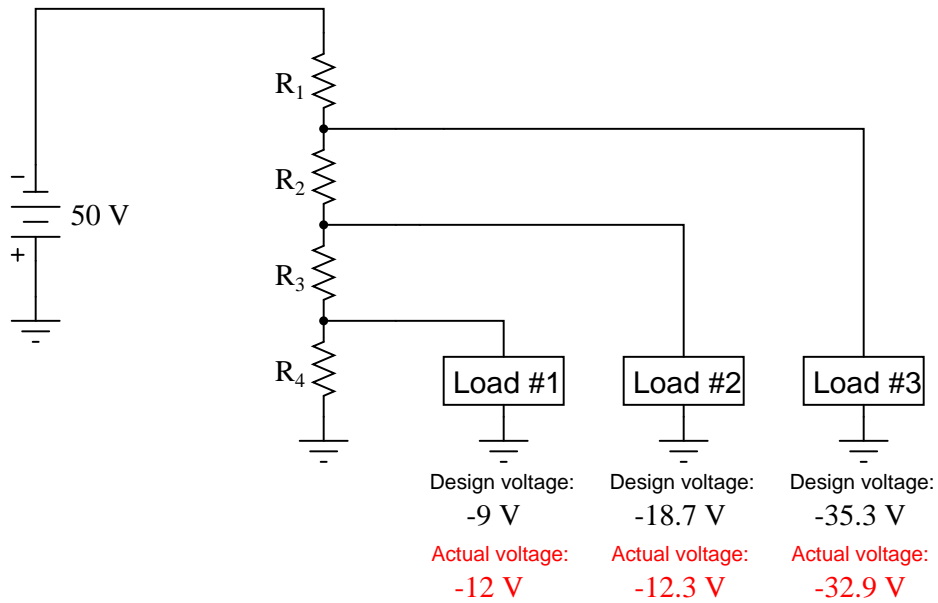 R1
R2
50 V
R3
R4
Load #1 Load #2 Load #3
Design voltage: Design voltage: Design voltage:
-9 V -18.7 V -35.3 V
Actual voltage: Actual voltage: Actual voltage:
-12 V -12.3 V -32.9 V